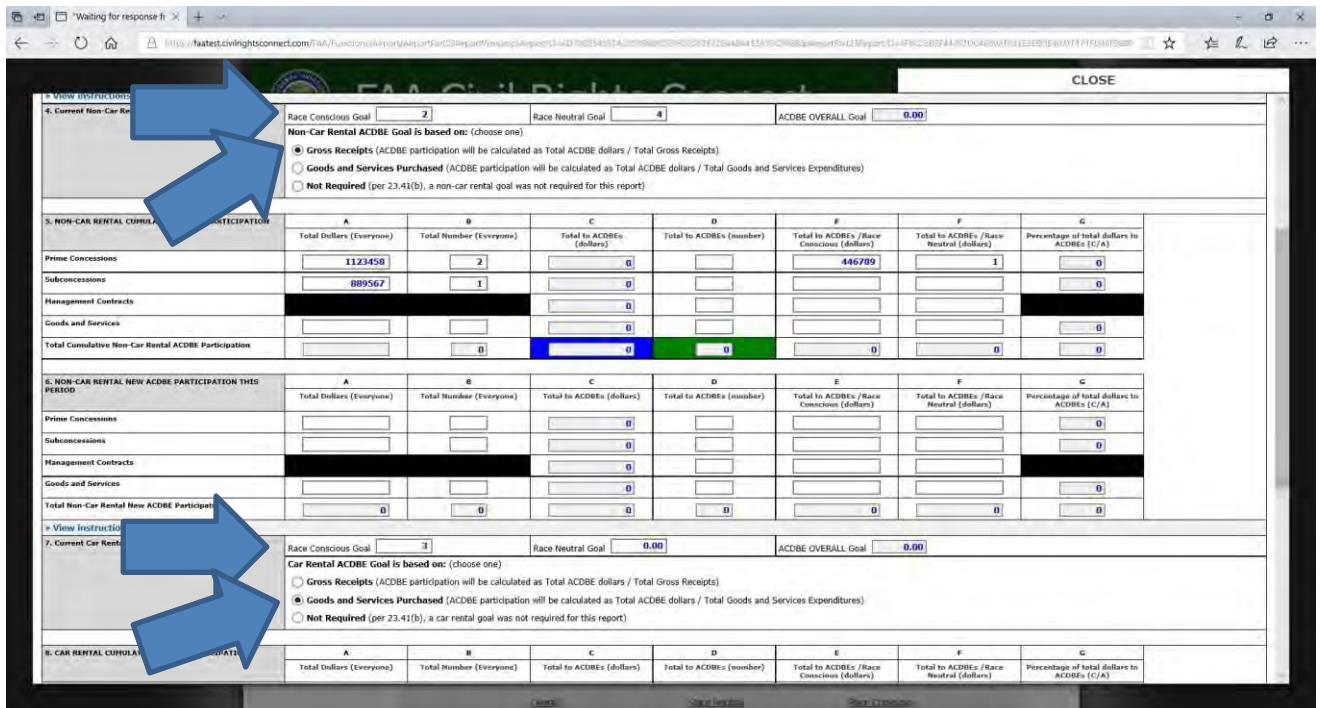 "Waiting for response fr
faatest.civilrightsconnect.com
CLOSE
» View Instructions
4. Current Non-Car Re
Race Conscious Goal 2 Race Neutral Goal 4 ACDBE OVERALL Goal 0.00
Non-Car Rental ACDBE Goal is based on: (choose one)
Gross Receipts (ACDBE participation will be calculated as Total ACDBE dollars / Total Gross Receipts)
Goods and Services Purchased (ACDBE participation will be calculated as Total ACDBE dollars / Total Goods and Services Expenditures)
Not Required (per 23.41(b), a non-car rental goal was not required for this report)
5. NON-CAR RENTAL CUMULA RTICIPATION A B C D E F G
Total Dollars (Everyone) Total Number (Everyone) Total to ACDBEs (dollars) Total to ACDBEs (number) Total to ACDBEs /Race Conscious (dollars) Total to ACDBEs /Race Neutral (dollars) Percentage of total dollars to ACDBEs (C/A)
Prime Concessions 1123458 2 0 446789 1 0
Subconcessions 889567 1 0 0
Management Contracts 0
Goods and Services 0 0
Total Cumulative Non-Car Rental ACDBE Participation 0 0 0 0 0 0
6. NON-CAR RENTAL NEW ACDBE PARTICIPATION THIS PERIOD A B C D E F G
Total Dollars (Everyone) Total Number (Everyone) Total to ACDBEs (dollars) Total to ACDBEs (number) Total to ACDBEs /Race Conscious (dollars) Total to ACDBEs /Race Neutral (dollars) Percentage of total dollars to ACDBEs (C/A)
Prime Concessions 0 0
Subconcessions 0 0
Management Contracts 0
Goods and Services 0 0
Total Non-Car Rental New ACDBE Participat 0 0 0 0 0 0 0
» View Instructio
7. Current Car Rent
Race Conscious Goal 3 Race Neutral Goal 0.00 ACDBE OVERALL Goal 0.00
Car Rental ACDBE Goal is based on: (choose one)
Gross Receipts (ACDBE participation will be calculated as Total ACDBE dollars / Total Gross Receipts)
Goods and Services Purchased (ACDBE participation will be calculated as Total ACDBE dollars / Total Goods and Services Expenditures)
Not Required (per 23.41(b), a car rental goal was not required for this report)
8. CAR RENTAL CUMULAT IPATI A B C D E F G
Total Dollars (Everyone) Total Number (Everyone) Total to ACDBEs (dollars) Total to ACDBEs (number) Total to ACDBEs /Race Conscious (dollars) Total to ACDBEs /Race Neutral (dollars) Percentage of total dollars to ACDBEs (C/A)